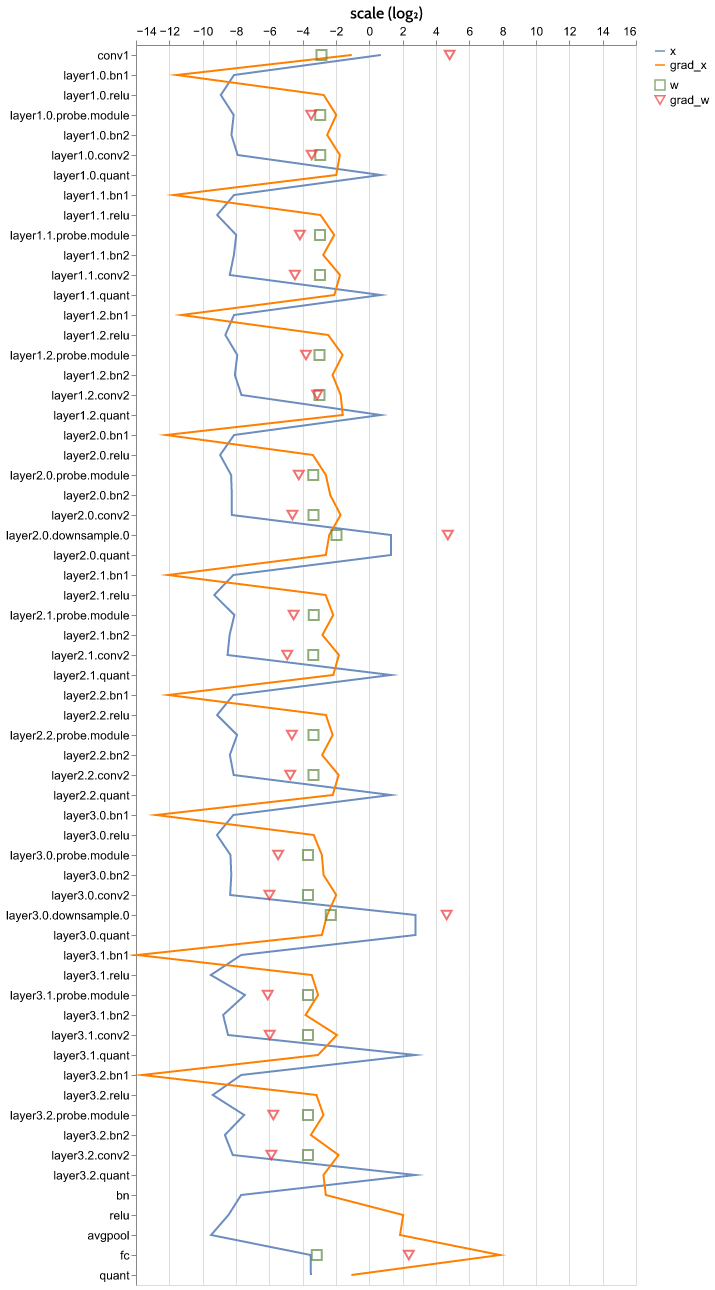 scale (log₂)
−14 −12 −10 −8 −6 −4 −2 0 2 4 6 8 10 12 14 16
x
grad_x
w
grad_w
conv1
layer1.0.bn1
layer1.0.relu
layer1.0.probe.module
layer1.0.bn2
layer1.0.conv2
layer1.0.quant
layer1.1.bn1
layer1.1.relu
layer1.1.probe.module
layer1.1.bn2
layer1.1.conv2
layer1.1.quant
layer1.2.bn1
layer1.2.relu
layer1.2.probe.module
layer1.2.bn2
layer1.2.conv2
layer1.2.quant
layer2.0.bn1
layer2.0.relu
layer2.0.probe.module
layer2.0.bn2
layer2.0.conv2
layer2.0.downsample.0
layer2.0.quant
layer2.1.bn1
layer2.1.relu
layer2.1.probe.module
layer2.1.bn2
layer2.1.conv2
layer2.1.quant
layer2.2.bn1
layer2.2.relu
layer2.2.probe.module
layer2.2.bn2
layer2.2.conv2
layer2.2.quant
layer3.0.bn1
layer3.0.relu
layer3.0.probe.module
layer3.0.bn2
layer3.0.conv2
layer3.0.downsample.0
layer3.0.quant
layer3.1.bn1
layer3.1.relu
layer3.1.probe.module
layer3.1.bn2
layer3.1.conv2
layer3.1.quant
layer3.2.bn1
layer3.2.relu
layer3.2.probe.module
layer3.2.bn2
layer3.2.conv2
layer3.2.quant
bn
relu
avgpool
fc
quant